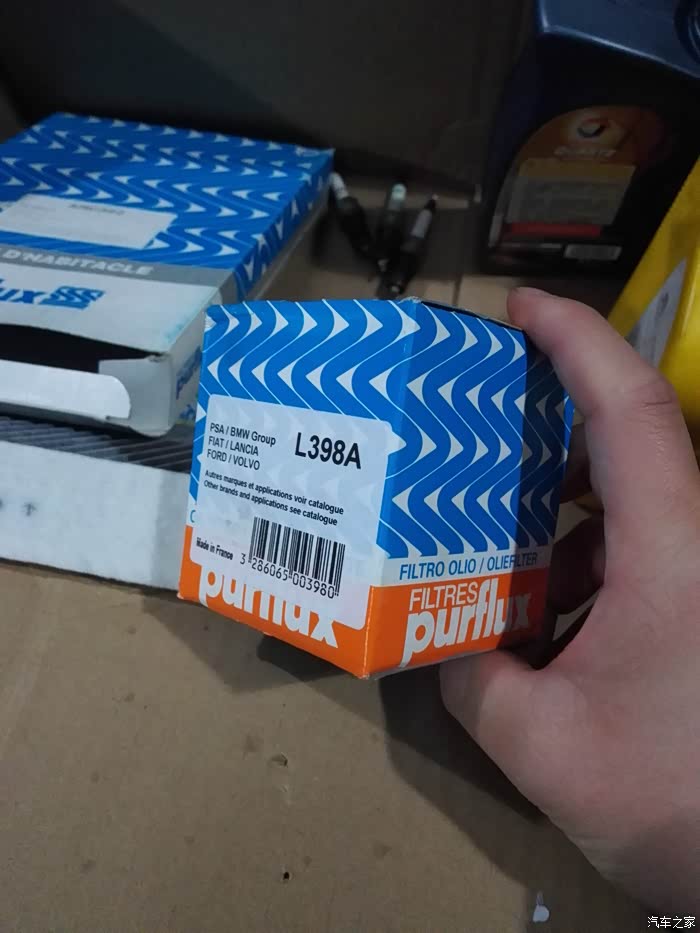 D'HABITACLE
PSA / BMW Group
FIAT / LANCIA
FORD / VOLVO
L398A
Autres marques et applications voir catalogue
Other brands and applications see catalogue
Made in France
3 286065 003980
purflux
FILTRO OLIO / OLIEFILTER
FILTRES
purflux
汽车之家